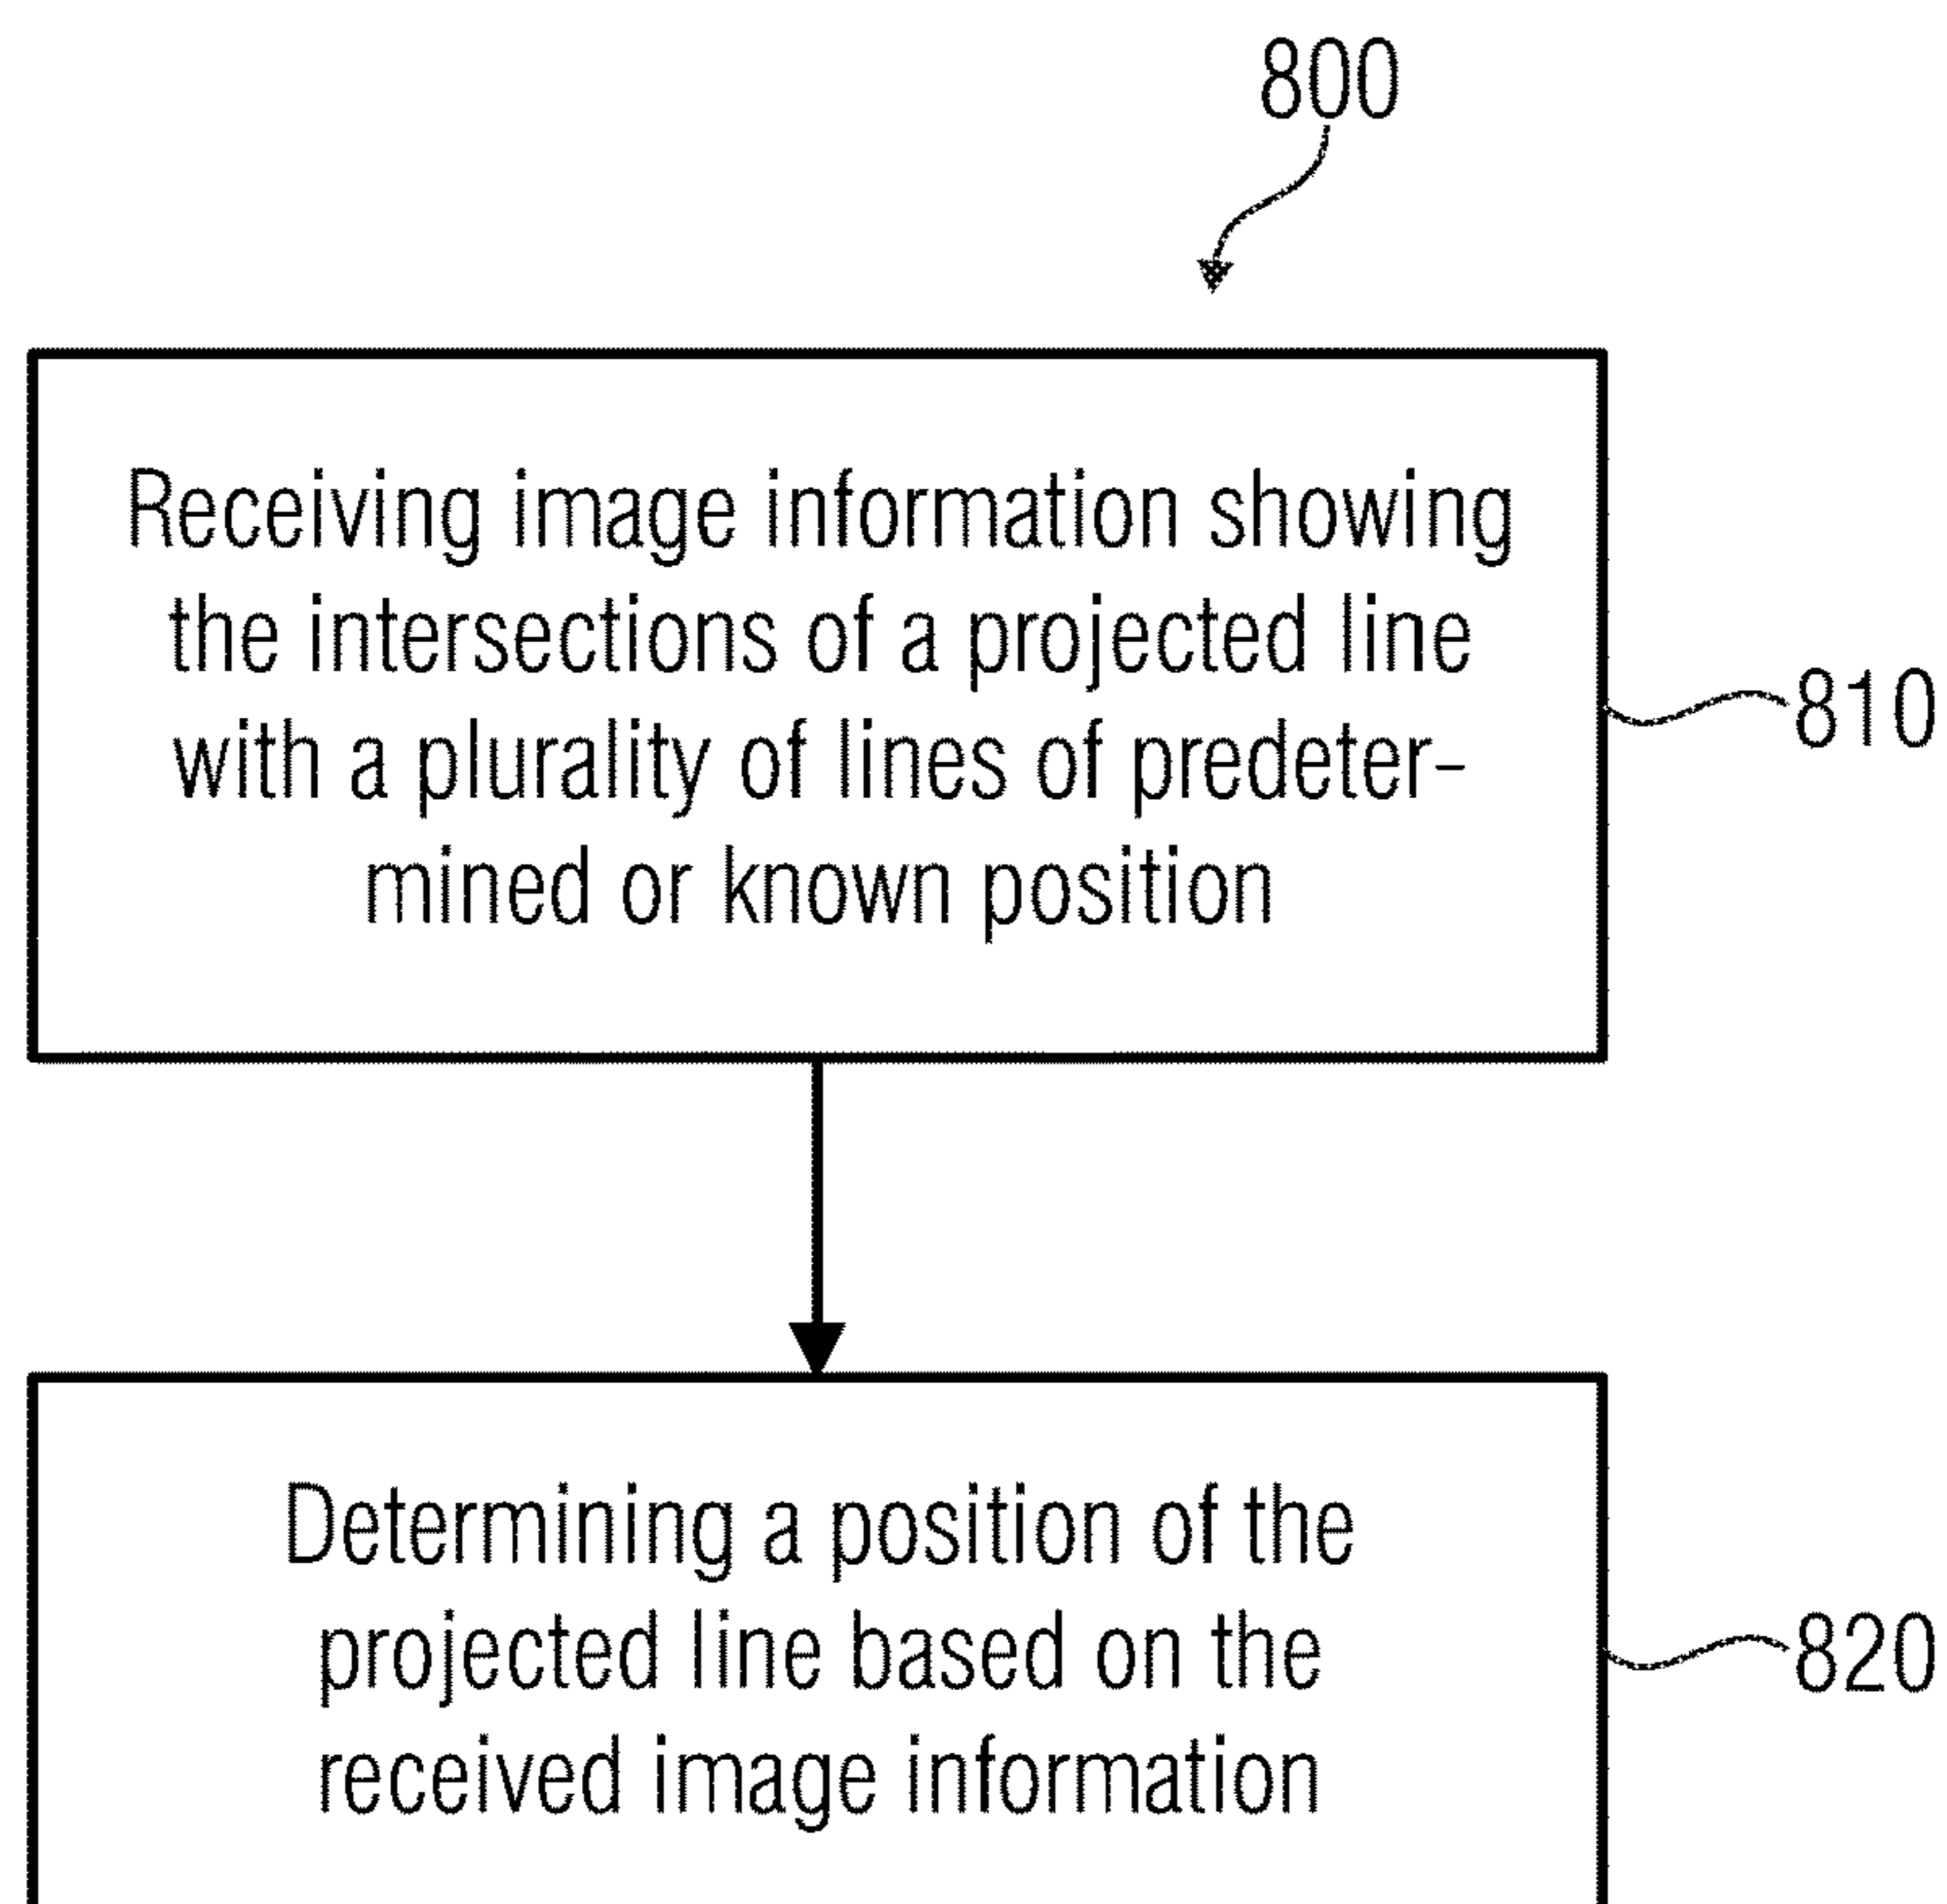 800
Receiving image information showing
the intersections of a projected line
with a plurality of lines of predeter-
mined or known position
810
Determining a position of the
projected line based on the
received image information
820